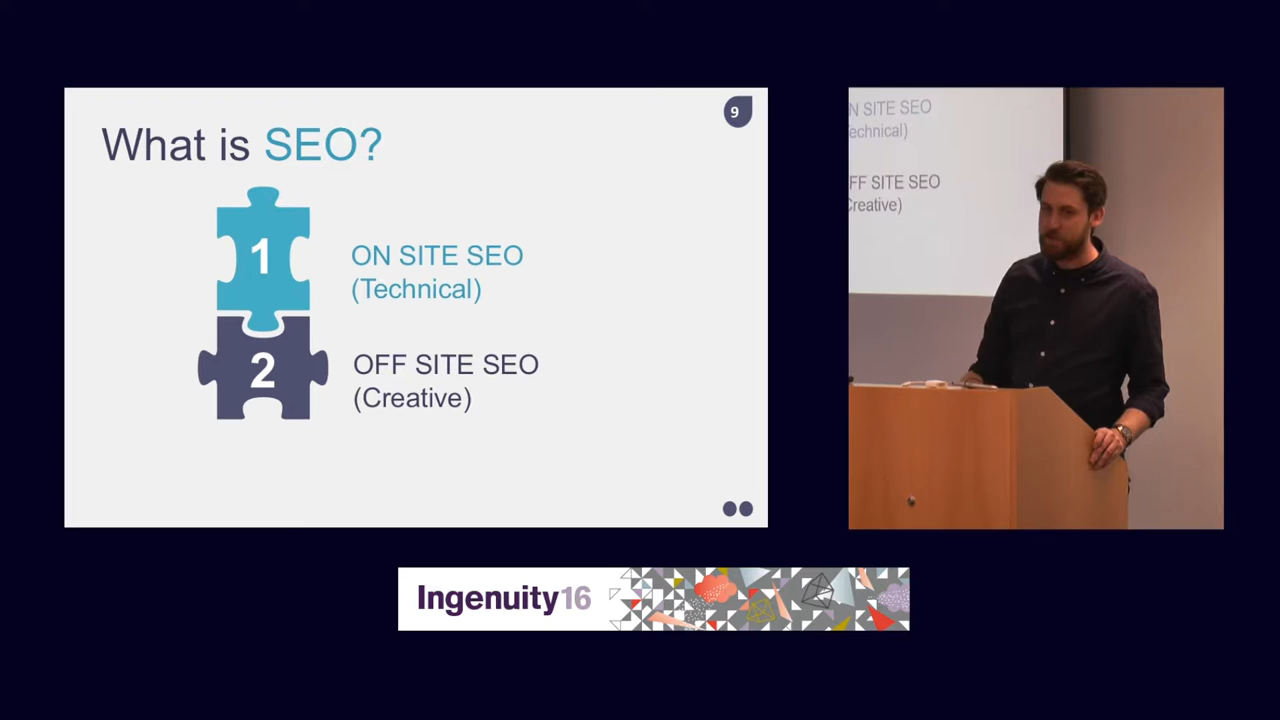 9
What is SEO?
1
ON SITE SEO
(Technical)
2
OFF SITE SEO
(Creative)
N SITE SEO
echnical)
FF SITE SEO
Creative)
Ingenuity16